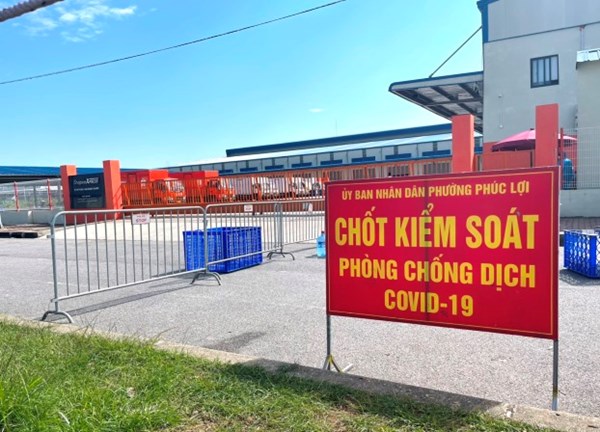 ỦY BAN NHÂN DÂN PHƯỜNG PHÚC LỢI
CHỐT KIỂM SOÁT
PHÒNG CHỐNG DỊCH
COVID-19